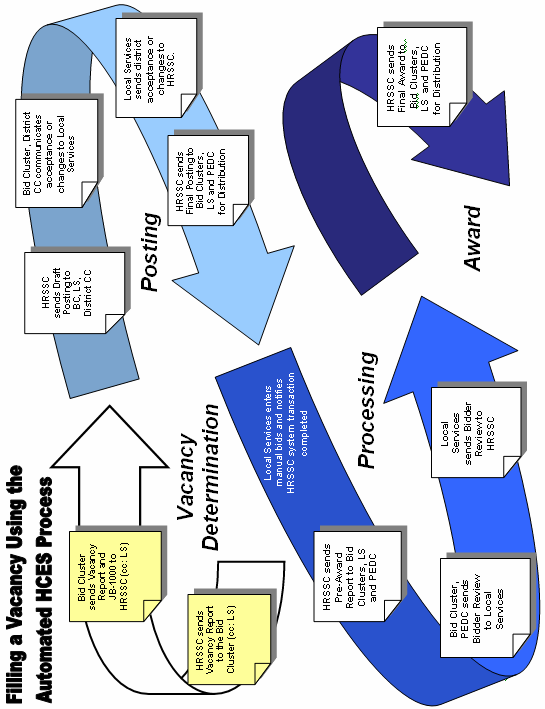 Filling a Vacancy Using the
Automated HCES Process
HRSSC sends
Vacancy Report
to the Bid
Cluster (cc: LS)
Bid Cluster
sends Vacancy
Report and
B-1000 to
HRSSC (cc: LS)
Vacancy
Determination
HRSSC
sends Draft
Posting to
BC, LS,
District CC
Bid Cluster, District
CC communicates
acceptance or
changes to Local
Services
Local Services
sends district
acceptance or
changes to
HRSSC.
HRSSC sends
Final Posting to
Bid Clusters,
LS and PEDC
for Distribution
Posting
Local Services enters
manual bids and notifies
HRSSC system transaction
completed
HRSSC sends
Pre-Award
Report to Bid
Clusters, LS
and PEDC
Bid Cluster,
PEDC sends
Bidder Review
to Local
Services
Local
Services
sends Bidder
Review to
HRSSC
Processing
HRSSC sends
Final Award to
Bid Clusters,
LS and PEDC
for Distribution
Award